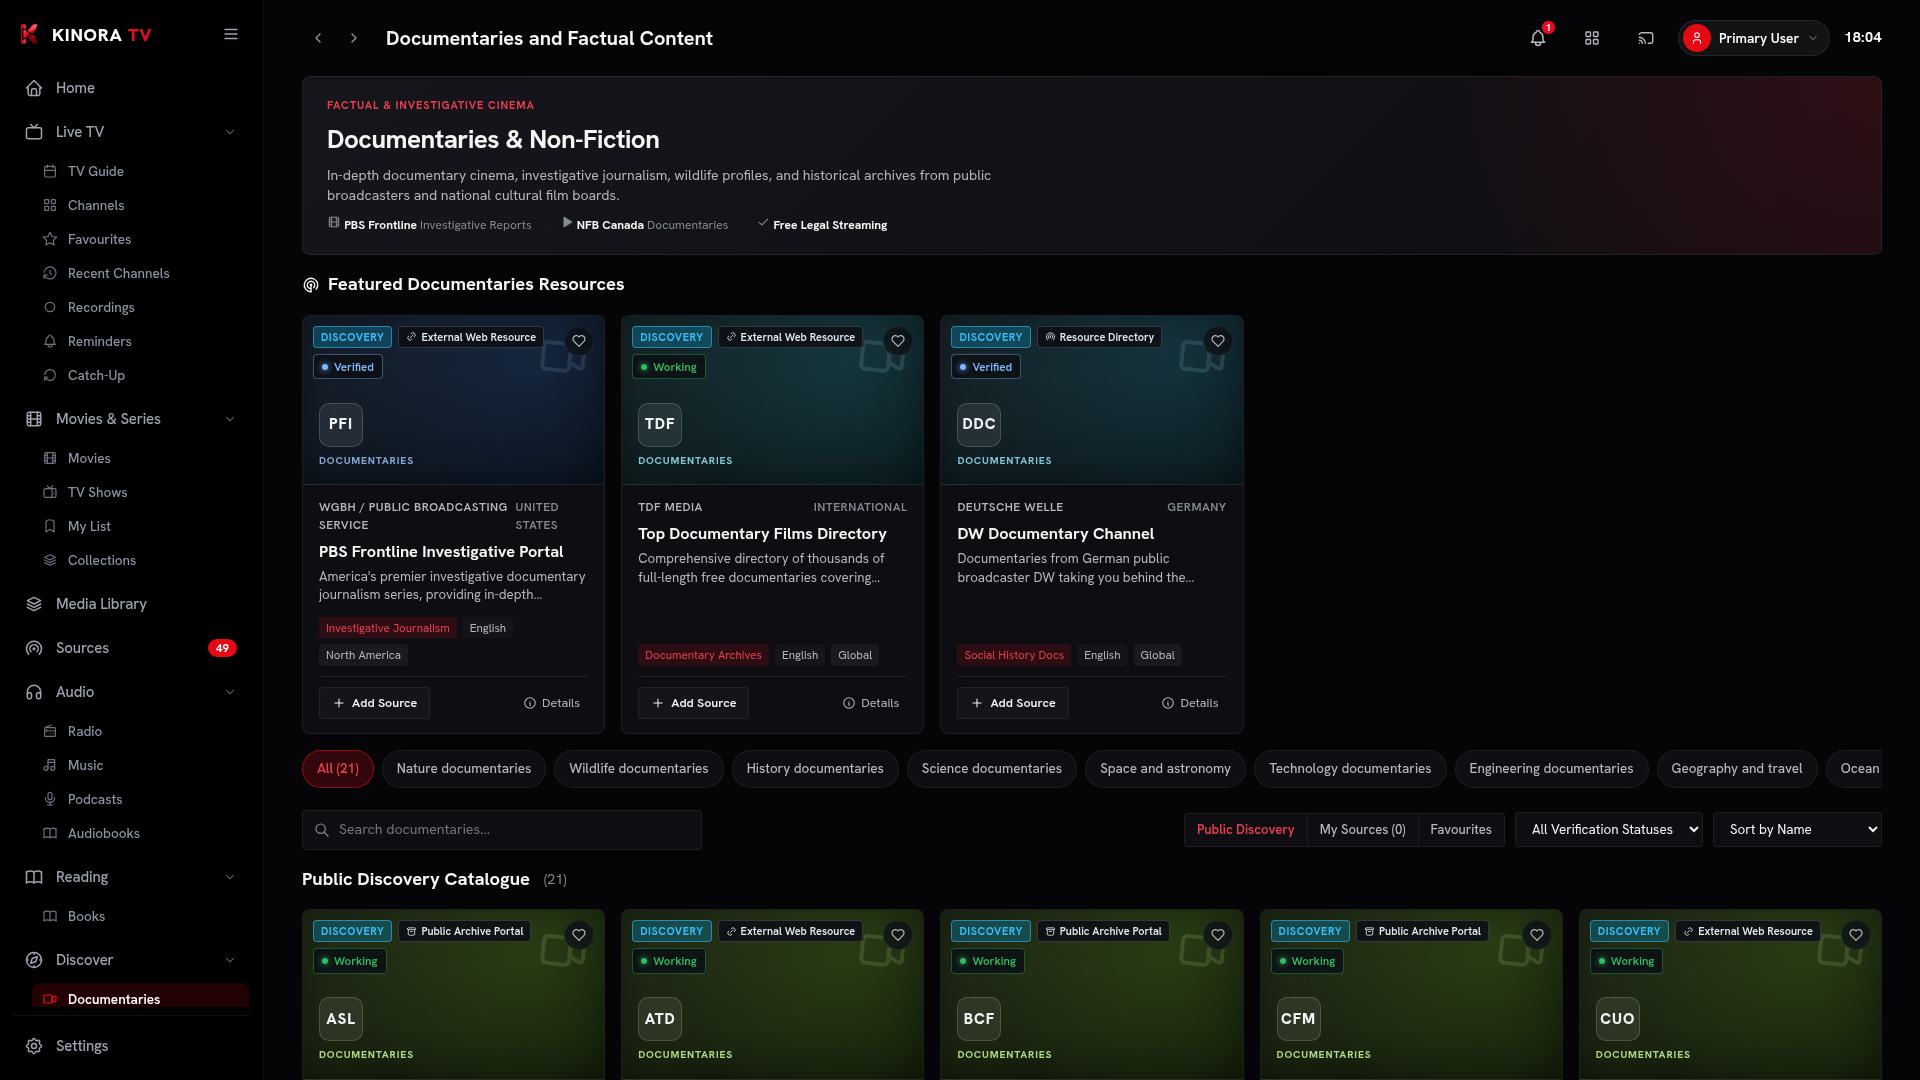 KINORA TV
Home
Live TV
TV Guide
Channels
Favourites
Recent Channels
Recordings
Reminders
Catch-Up
Movies & Series
Movies
TV Shows
My List
Collections
Media Library
Sources 49
Audio
Radio
Music
Podcasts
Audiobooks
Reading
Books
Discover
Documentaries
Settings
Documentaries and Factual Content
1
Primary User
18:04
FACTUAL & INVESTIGATIVE CINEMA
Documentaries & Non-Fiction
In-depth documentary cinema, investigative journalism, wildlife profiles, and historical archives from public
broadcasters and national cultural film boards.
PBS Frontline Investigative Reports NFB Canada Documentaries Free Legal Streaming
Featured Documentaries Resources
DISCOVERY External Web Resource
Verified
PFI
DOCUMENTARIES
WGBH / PUBLIC BROADCASTING UNITED
SERVICE STATES
PBS Frontline Investigative Portal
America's premier investigative documentary
journalism series, providing in-depth...
Investigative Journalism English
North America
Add Source Details
DISCOVERY External Web Resource
Working
TDF
DOCUMENTARIES
TDF MEDIA INTERNATIONAL
Top Documentary Films Directory
Comprehensive directory of thousands of
full-length free documentaries covering...
Documentary Archives English Global
Add Source Details
DISCOVERY Resource Directory
Verified
DDC
DOCUMENTARIES
DEUTSCHE WELLE GERMANY
DW Documentary Channel
Documentaries from German public
broadcaster DW taking you behind the...
Social History Docs English Global
Add Source Details
All (21) Nature documentaries Wildlife documentaries History documentaries Science documentaries Space and astronomy Technology documentaries Engineering documentaries Geography and travel Ocean
Search documentaries...
Public Discovery My Sources (0) Favourites All Verification Statuses Sort by Name
Public Discovery Catalogue (21)
DISCOVERY Public Archive Portal
Working
ASL
DOCUMENTARIES
DISCOVERY External Web Resource
Working
ATD
DOCUMENTARIES
DISCOVERY Public Archive Portal
Working
BCF
DOCUMENTARIES
DISCOVERY Public Archive Portal
Working
CFM
DOCUMENTARIES
DISCOVERY External Web Resource
Working
CUO
DOCUMENTARIES